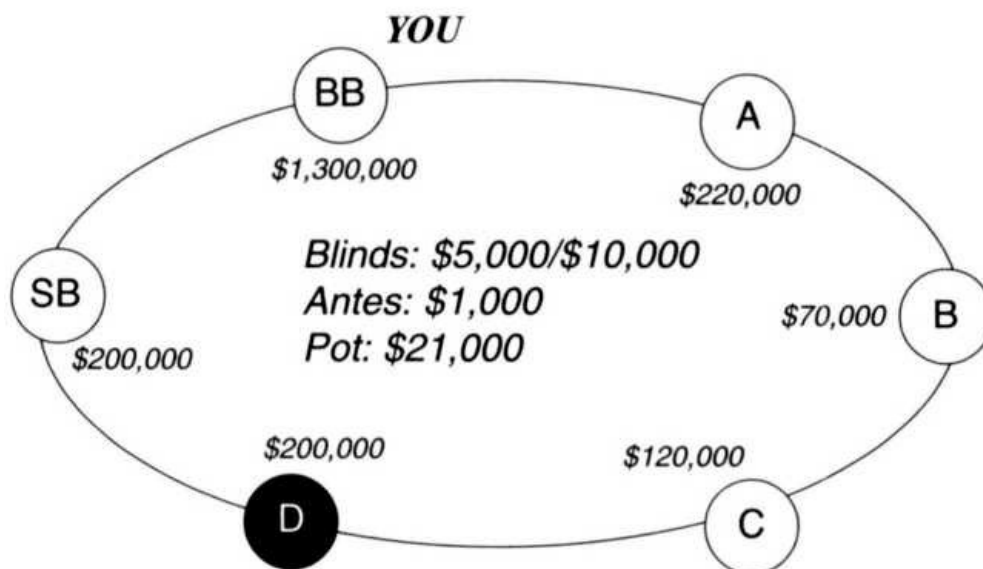 YOU
BB
$1,300,000
A
$220,000
SB
$200,000
Blinds: $5,000/$10,000
Antes: $1,000
Pot: $21,000
$70,000
B
$200,000
D
$120,000
C